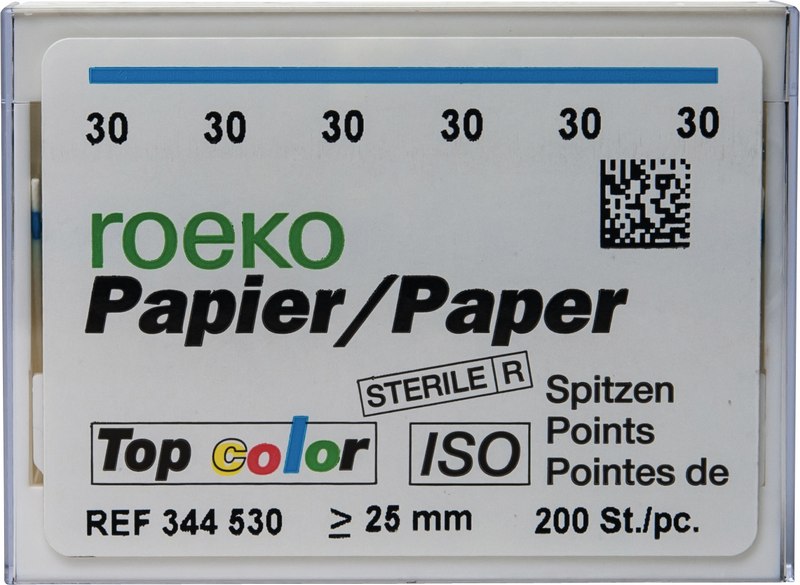 30 30 30 30 30 30
roeko
Papier/Paper
STERILE R
Spitzen
Top color ISO Points
Pointes de
REF 344 530 ≥ 25 mm 200 St./pc.